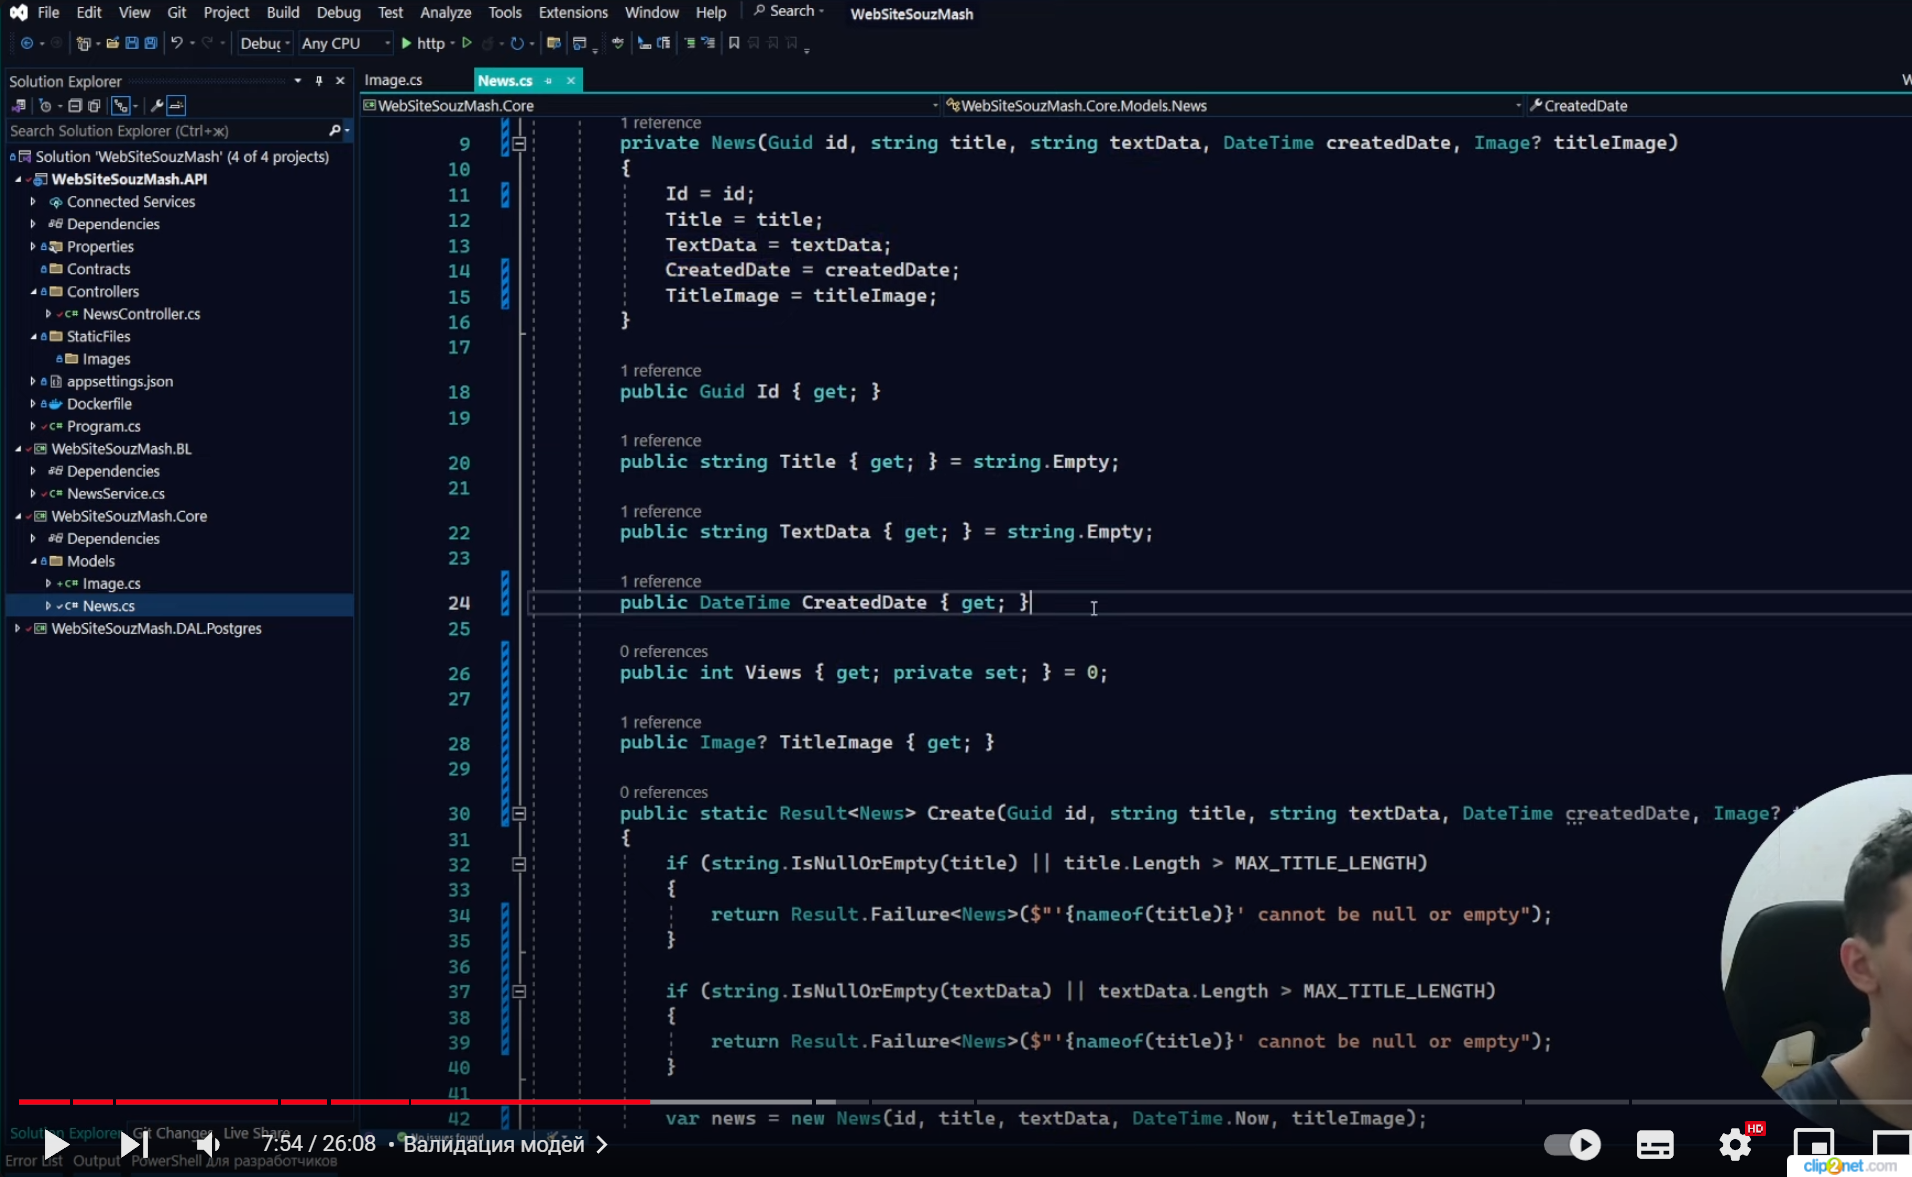 File Edit View Git Project Build Debug Test Analyze Tools Extensions Window Help Search WebSiteSouzMash
Debug Any CPU http
Solution Explorer
Search Solution Explorer (Ctrl+ж)
Solution 'WebSiteSouzMash' (4 of 4 projects)
WebSiteSouzMash.API
Connected Services
Dependencies
Properties
Contracts
Controllers
C# NewsController.cs
StaticFiles
Images
appsettings.json
Dockerfile
C# Program.cs
WebSiteSouzMash.BL
Dependencies
C# NewsService.cs
WebSiteSouzMash.Core
Dependencies
Models
C# Image.cs
C# News.cs
WebSiteSouzMash.DAL.Postgres
Image.cs News.cs
WebSiteSouzMash.Core WebSiteSouzMash.Core.Models.News CreatedDate
1 reference
9 private News(Guid id, string title, string textData, DateTime createdDate, Image? titleImage)
10 {
11 Id = id;
12 Title = title;
13 TextData = textData;
14 CreatedDate = createdDate;
15 TitleImage = titleImage;
16 }
17
1 reference
18 public Guid Id { get; }
19
1 reference
20 public string Title { get; } = string.Empty;
21
1 reference
22 public string TextData { get; } = string.Empty;
23
1 reference
24 public DateTime CreatedDate { get; }
25
0 references
26 public int Views { get; private set; } = 0;
27
1 reference
28 public Image? TitleImage { get; }
29
0 references
30 public static Result<News> Create(Guid id, string title, string textData, DateTime createdDate, Image?
31 {
32 if (string.IsNullOrEmpty(title) || title.Length > MAX_TITLE_LENGTH)
33 {
34 return Result.Failure<News>($"'{nameof(title)}' cannot be null or empty");
35 }
36
37 if (string.IsNullOrEmpty(textData) || textData.Length > MAX_TITLE_LENGTH)
38 {
39 return Result.Failure<News>($"'{nameof(title)}' cannot be null or empty");
40 }
41
42 var news = new News(id, title, textData, DateTime.Now, titleImage);
Solution Explorer Git Changes Live Share
No issues found
7:54 / 26:08 • Валидация модей
HD
Error List Output PowerShell для разработчиков
clip2net.com